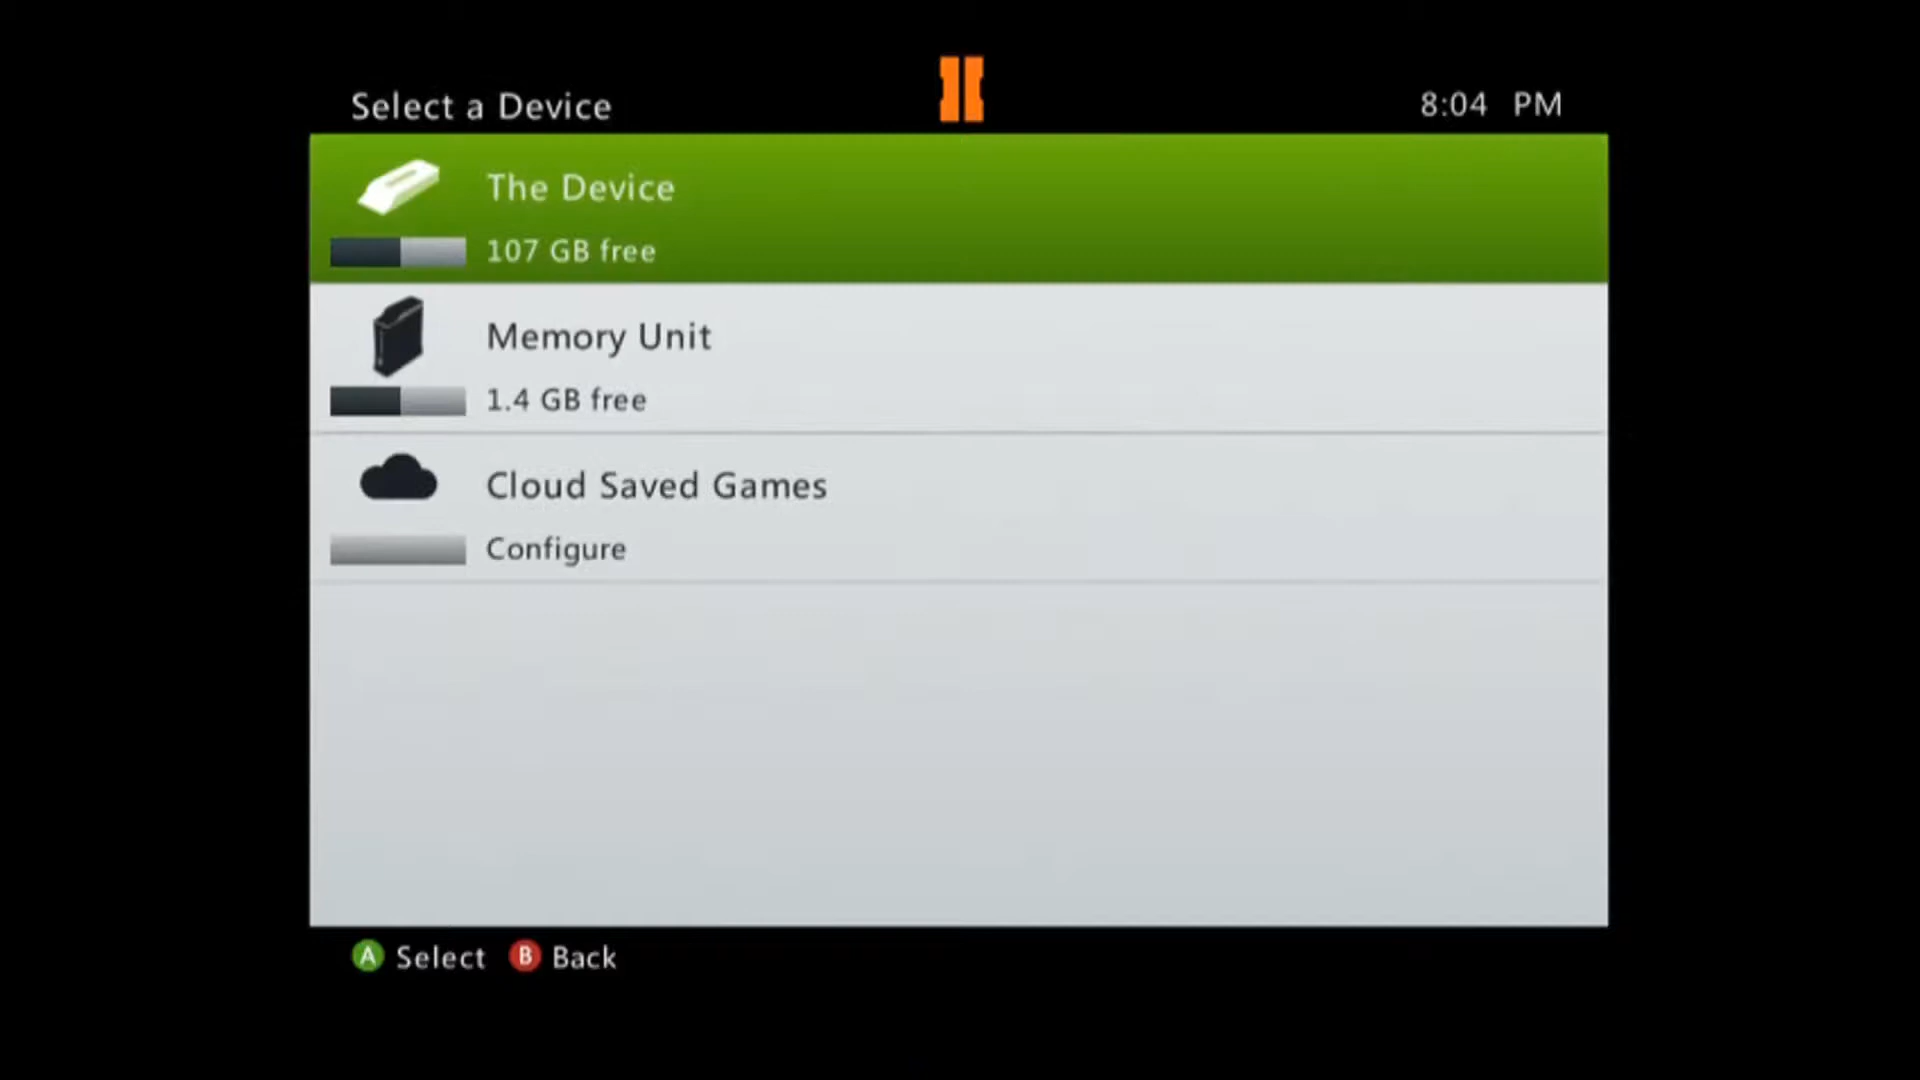 Select a Device
8:04 PM
The Device
107 GB free
Memory Unit
1.4 GB free
Cloud Saved Games
Configure
A Select B Back